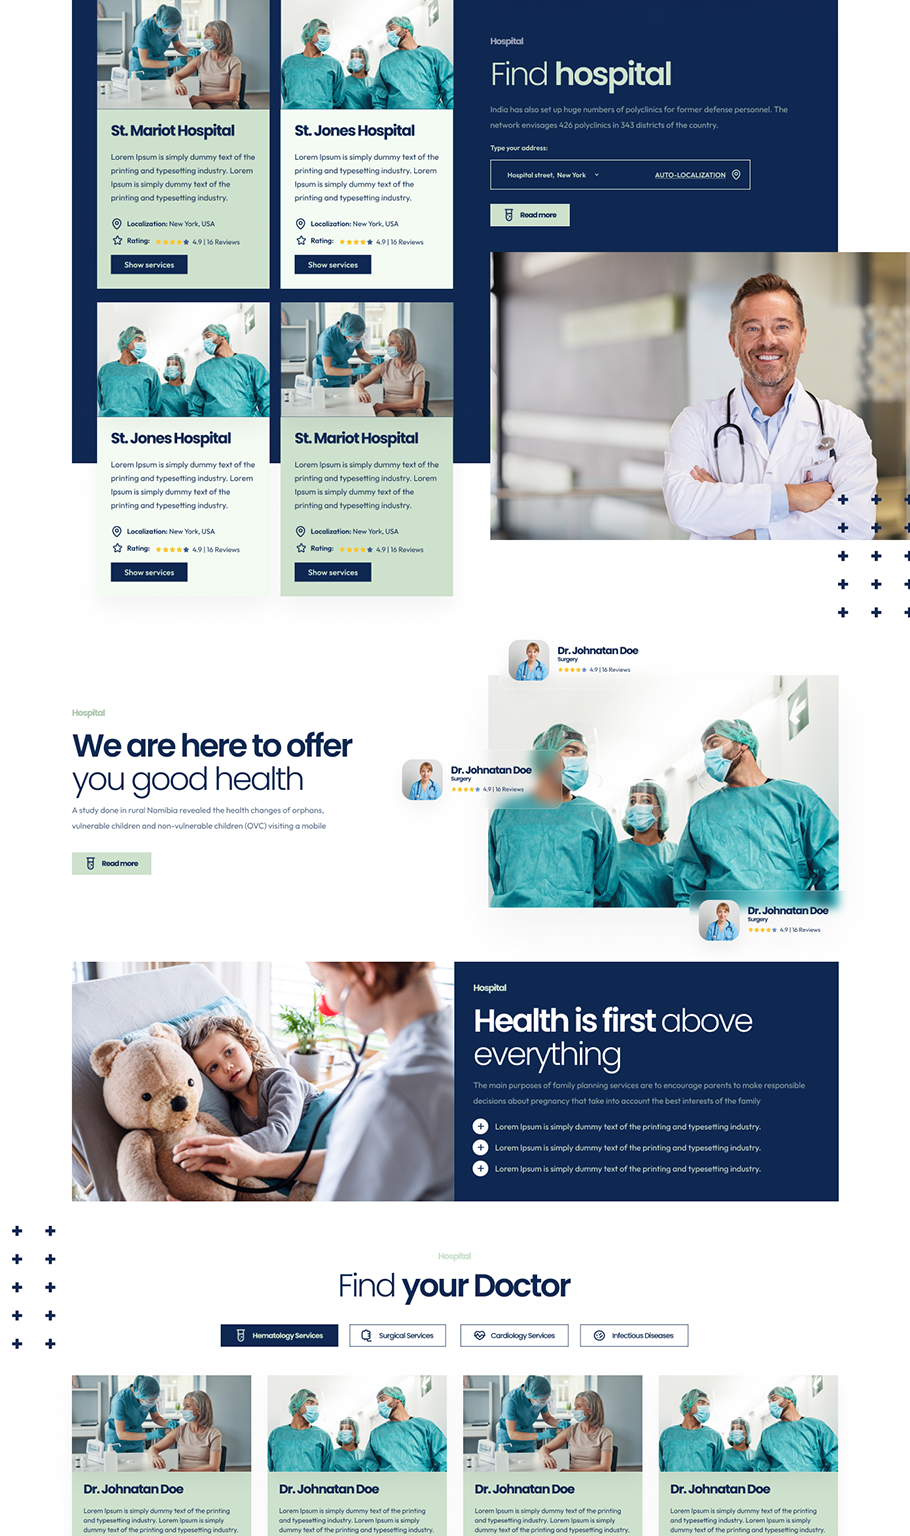 St. Mariot Hospital
Lorem Ipsum is simply dummy text of the
printing and typesetting industry. Lorem
Ipsum is simply dummy text of the
printing and typesetting industry.
Localization: New York, USA
Rating: 4.9 | 16 Reviews
Show services
St. Jones Hospital
Lorem Ipsum is simply dummy text of the
printing and typesetting industry. Lorem
Ipsum is simply dummy text of the
printing and typesetting industry.
Localization: New York, USA
Rating: 4.9 | 16 Reviews
Show services
St. Jones Hospital
Lorem Ipsum is simply dummy text of the
printing and typesetting industry. Lorem
Ipsum is simply dummy text of the
printing and typesetting industry.
Localization: New York, USA
Rating: 4.9 | 16 Reviews
Show services
St. Mariot Hospital
Lorem Ipsum is simply dummy text of the
printing and typesetting industry. Lorem
Ipsum is simply dummy text of the
printing and typesetting industry.
Localization: New York, USA
Rating: 4.9 | 16 Reviews
Show services
Hospital
Find hospital
India has also set up huge numbers of polyclinics for former defense personnel. The
network envisages 426 polyclinics in 343 districts of the country.
Type your address:
Hospital street, New York
AUTO-LOCALIZATION
Read more
Hospital
We are here to offer
you good health
A study done in rural Namibia revealed the health changes of orphans,
vulnerable children and non-vulnerable children (OVC) visiting a mobile
Read more
Dr. Johnatan Doe
Surgery
4.9 | 16 Reviews
Dr. Johnatan Doe
Surgery
4.9 | 16 Reviews
Dr. Johnatan Doe
Surgery
4.9 | 16 Reviews
Hospital
Health is first above
everything
The main purposes of family planning services are to encourage parents to make responsible
decisions about pregnancy that take into account the best interests of the family
Lorem Ipsum is simply dummy text of the printing and typesetting industry.
Lorem Ipsum is simply dummy text of the printing and typesetting industry.
Lorem Ipsum is simply dummy text of the printing and typesetting industry.
Hospital
Find your Doctor
Hematology Services
Surgical Services
Cardiology Services
Infectious Diseases
Dr. Johnatan Doe
Lorem Ipsum is simply dummy text of the printing
and typesetting industry. Lorem Ipsum is simply
dummy text of the printing and typesetting industry.
Dr. Johnatan Doe
Lorem Ipsum is simply dummy text of the printing
and typesetting industry. Lorem Ipsum is simply
dummy text of the printing and typesetting industry.
Dr. Johnatan Doe
Lorem Ipsum is simply dummy text of the printing
and typesetting industry. Lorem Ipsum is simply
dummy text of the printing and typesetting industry.
Dr. Johnatan Doe
Lorem Ipsum is simply dummy text of the printing
and typesetting industry. Lorem Ipsum is simply
dummy text of the printing and typesetting industry.